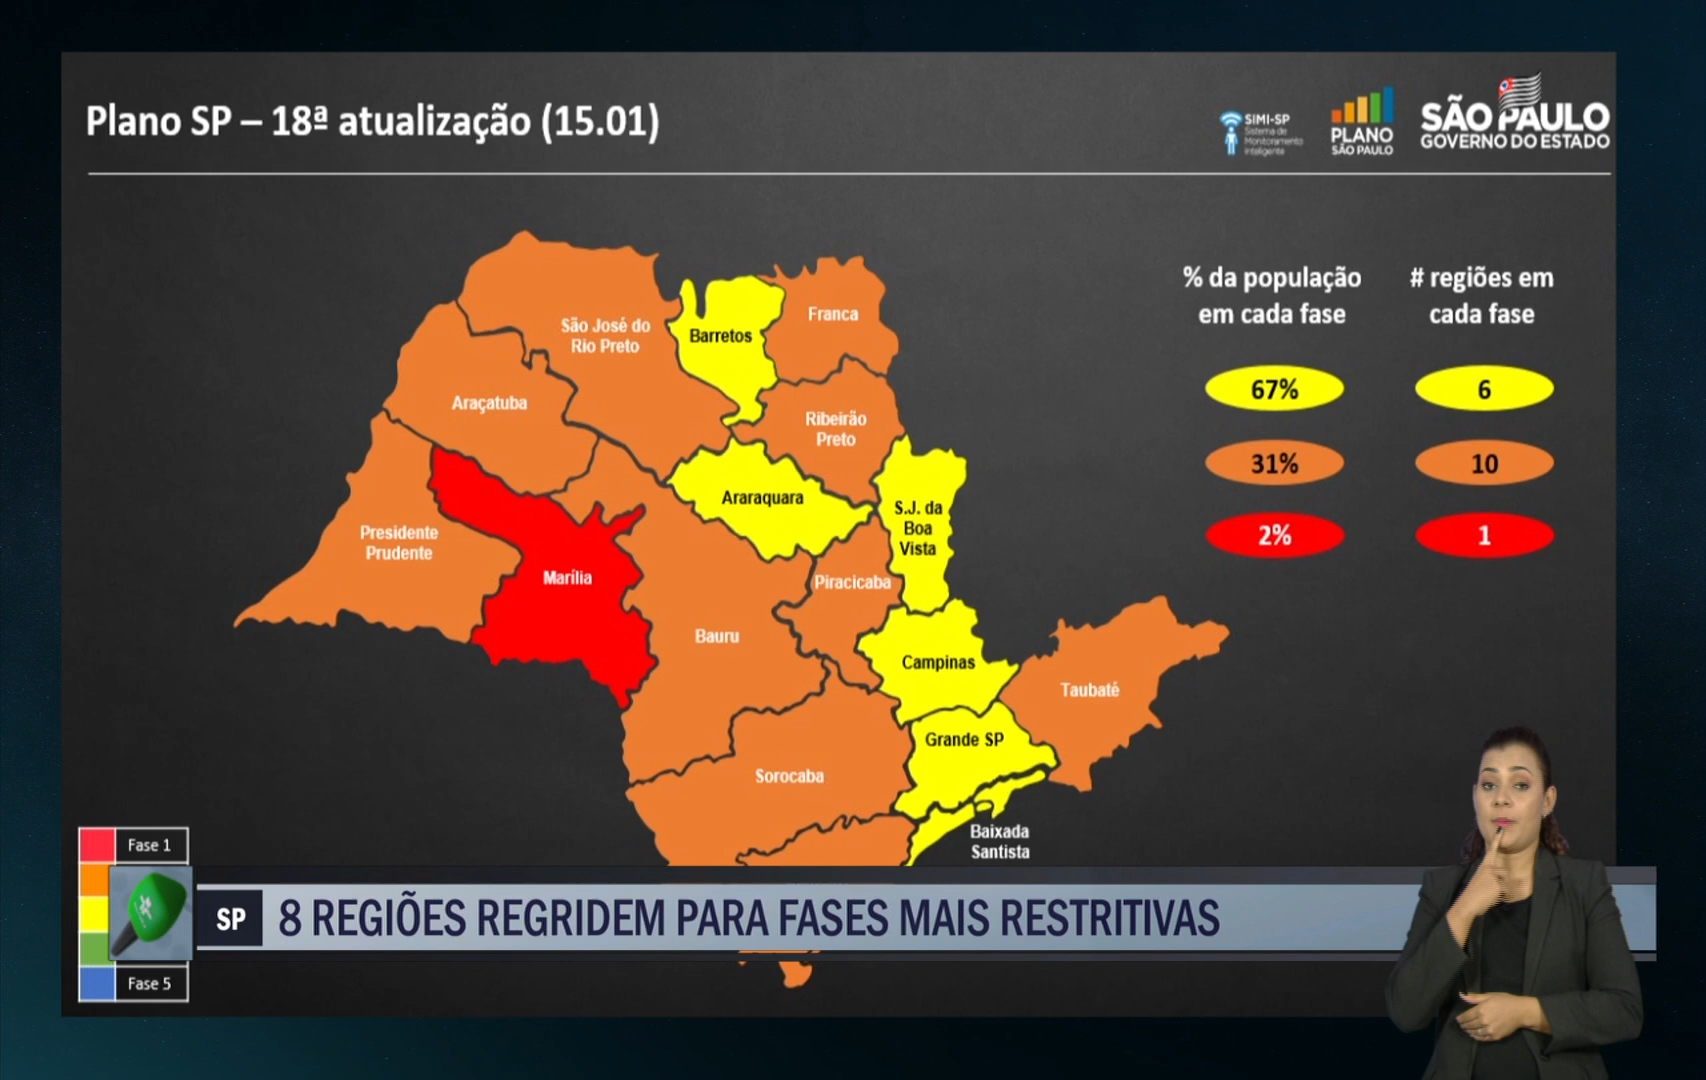 Plano SP – 18ª atualização (15.01)
SIMI-SP
Sistema de
Monitoramento
Inteligente
PLANO
SÃO PAULO
SÃO PAULO
GOVERNO DO ESTADO
% da população
em cada fase
# regiões em
cada fase
67%
6
31%
10
2%
1
São José do
Rio Preto
Barretos
Franca
Araçatuba
Ribeirão
Preto
Araraquara
S.J. da
Boa
Vista
Presidente
Prudente
Marília
Piracicaba
Bauru
Campinas
Taubaté
Grande SP
Sorocaba
Baixada
Santista
Fase 1
Fase 5
SP
8 REGIÕES REGRIDEM PARA FASES MAIS RESTRITIVAS